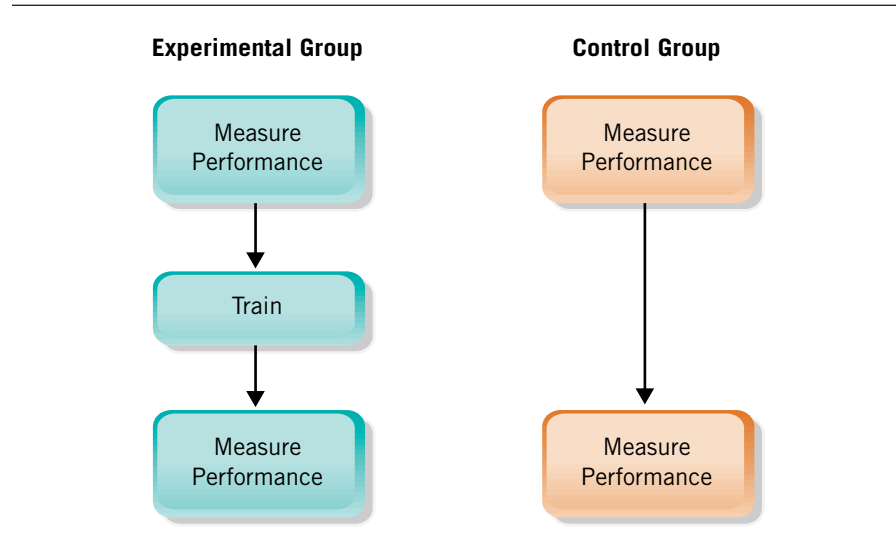 Experimental Group
Control Group
Measure
Performance
Measure
Performance
Train
Measure
Performance
Measure
Performance